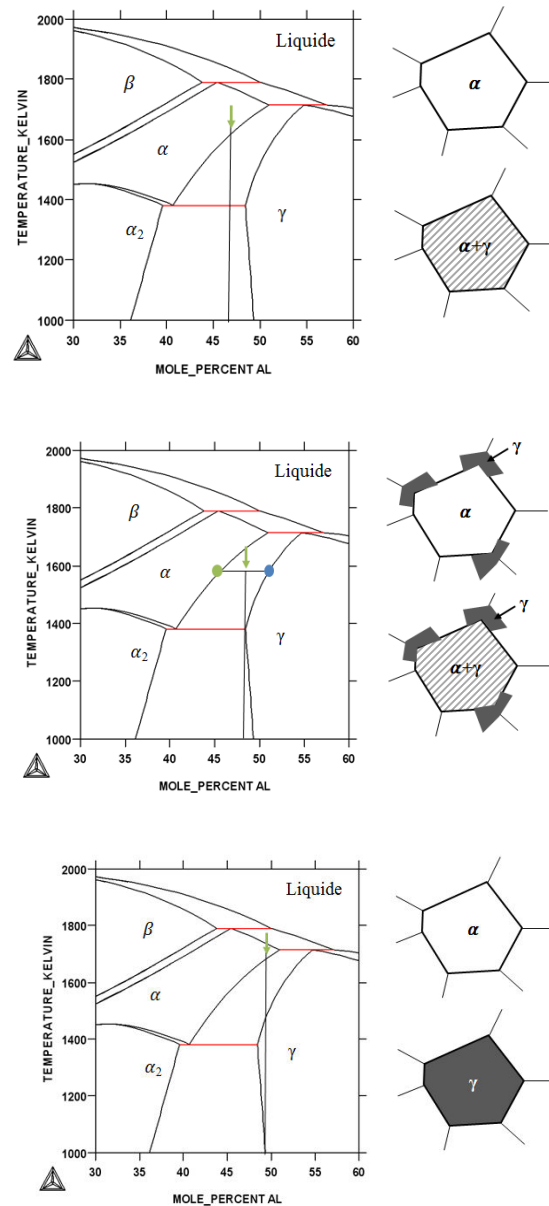 2000
Liquide
1800
β
α
1600
α
1400
α2
γ
α+γ
1200
1000
30 35 40 45 50 55 60
MOLE_PERCENT AL
TEMPERATURE_KELVIN
2000
Liquide
γ
1800
β
α
1600
α
γ
1400
α2
γ
α+γ
1200
1000
30 35 40 45 50 55 60
MOLE_PERCENT AL
TEMPERATURE_KELVIN
2000
Liquide
1800
β
α
1600
α
1400
α2
γ
γ
1200
1000
30 35 40 45 50 55 60
MOLE_PERCENT AL
TEMPERATURE_KELVIN